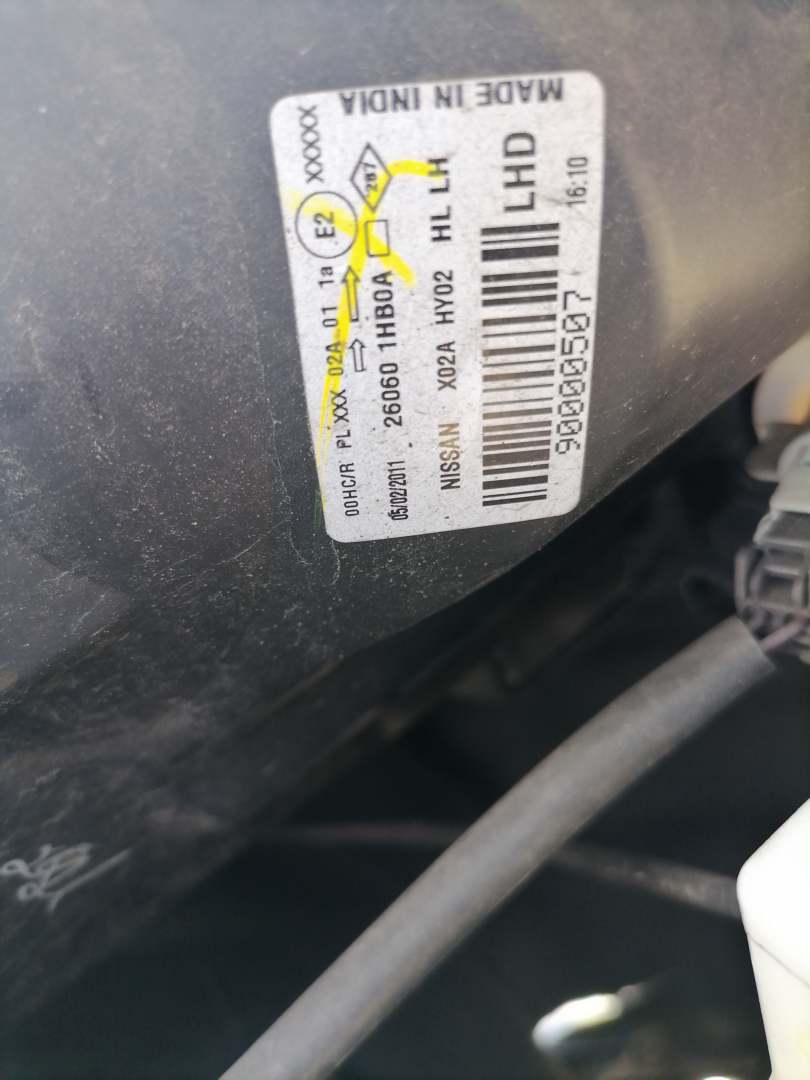 MADE IN INDIA
00HC/R PL XXX 02A 01 1a E2 XXXXX
287
05/02/2011 26060 1HB0A
NISSAN X02A HY02 HL LH
LHD
90000507 16:10